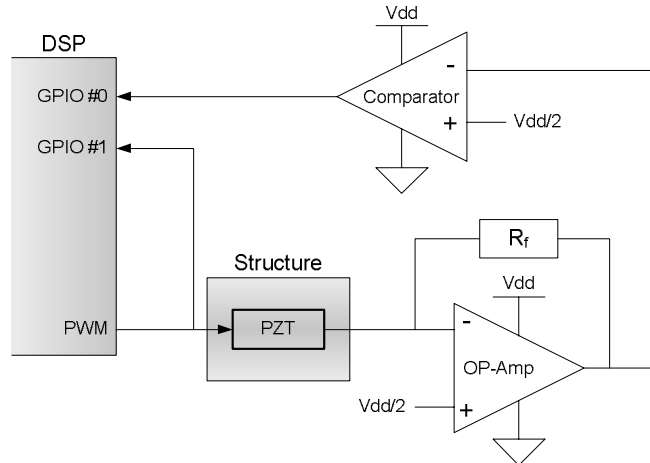 DSP
Vdd
GPIO #0
Comparator
-
+
Vdd/2
GPIO #1
Rf
Structure
Vdd
PWM
PZT
-
OP-Amp
Vdd/2
+